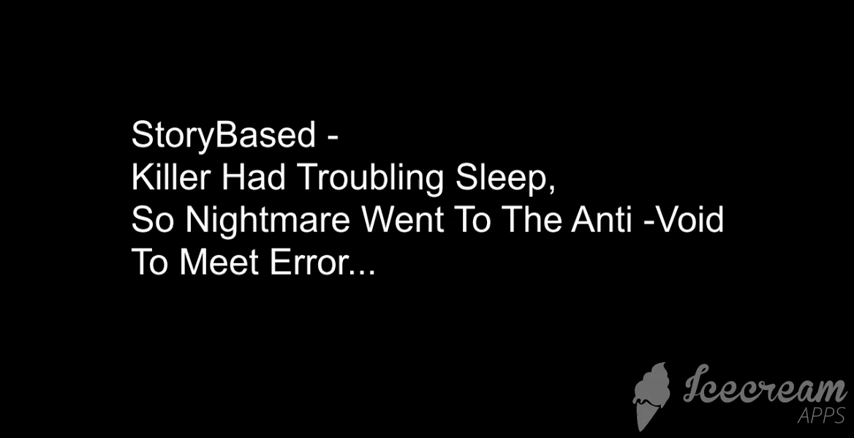 StoryBased -
Killer Had Troubling Sleep,
So Nightmare Went To The Anti -Void
To Meet Error...
Icecream
APPS